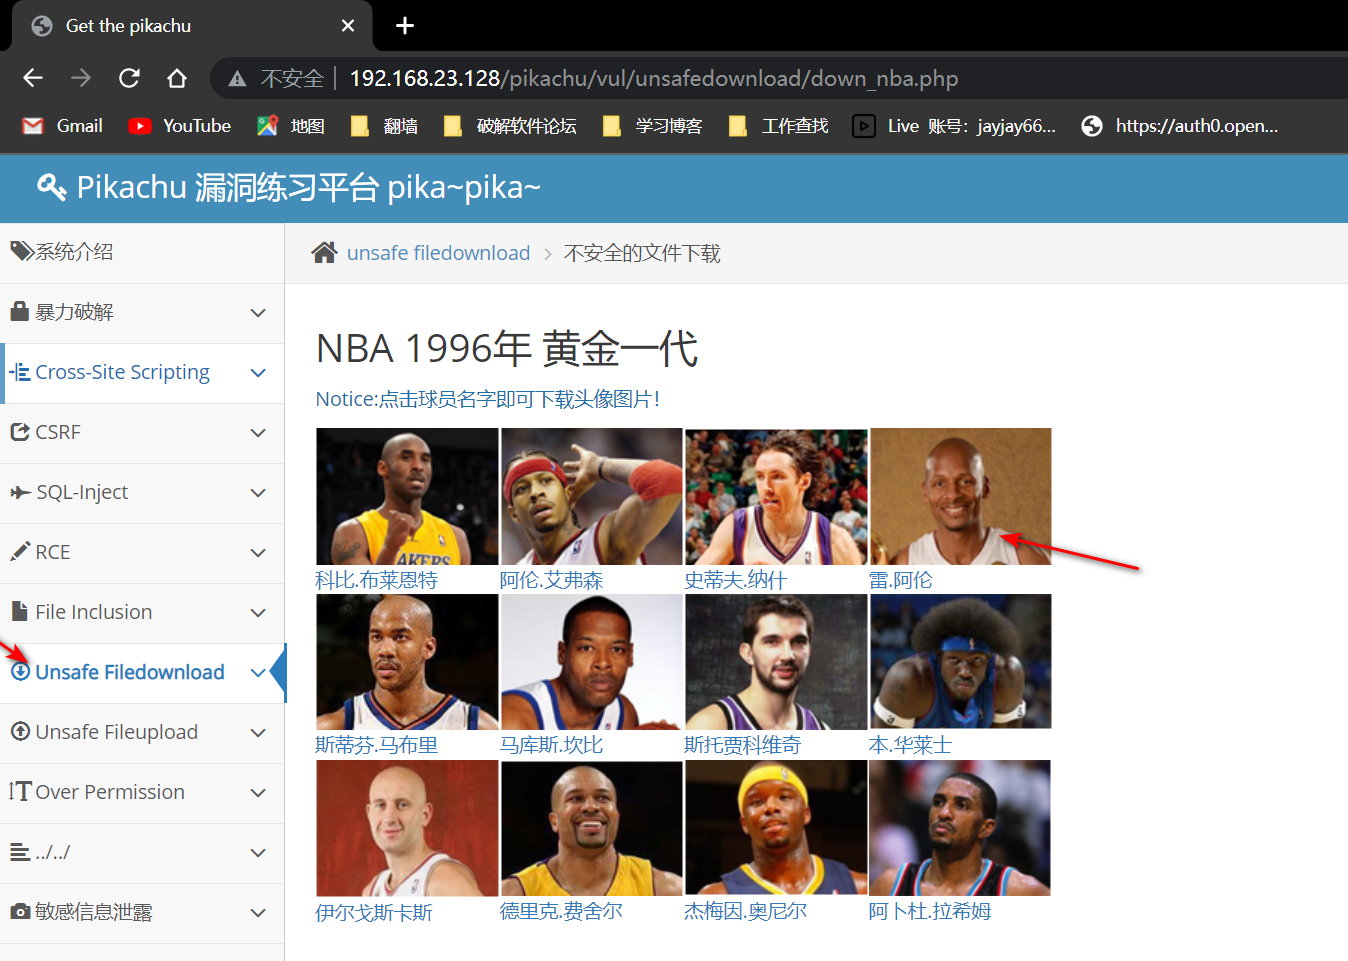 Get the pikachu
不安全 192.168.23.128/pikachu/vul/unsafedownload/down_nba.php
Gmail YouTube 地图 翻墙 破解软件论坛 学习博客 工作查找 Live 账号：jayjay66... https://auth0.open...
Pikachu 漏洞练习平台 pika~pika~
系统介绍
暴力破解
Cross-Site Scripting
CSRF
SQL-Inject
RCE
File Inclusion
Unsafe Filedownload
Unsafe Fileupload
Over Permission
../../
敏感信息泄露
unsafe filedownload > 不安全的文件下载
NBA 1996年 黄金一代
Notice:点击球员名字即可下载头像图片！
科比.布莱恩特 阿伦.艾弗森 史蒂夫.纳什 雷.阿伦
斯蒂芬.马布里 马库斯.坎比 斯托贾科维奇 本.华莱士
伊尔戈斯卡斯 德里克.费舍尔 杰梅因.奥尼尔 阿卜杜.拉希姆